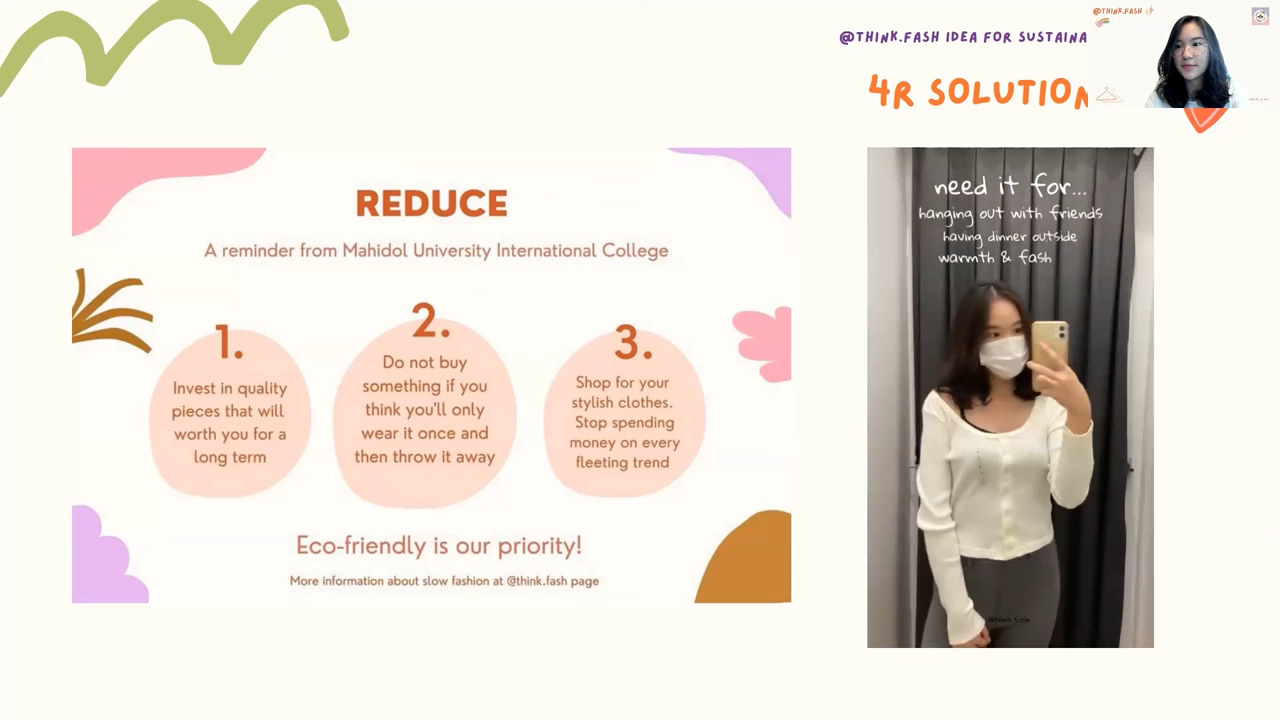 @THINK.FASH IDEA FOR SUSTAINA
4R SOLUTION
@THINK.FASH
REDUCE
A reminder from Mahidol University International College
1.
Invest in quality
pieces that will
worth you for a
long term
2.
Do not buy
something if you
think you'll only
wear it once and
then throw it away
3.
Shop for your
stylish clothes.
Stop spending
money on every
fleeting trend
Eco-friendly is our priority!
More information about slow fashion at @think.fash page
need it for...
hanging out with friends
having dinner outside
warmth & fash
@think.fash